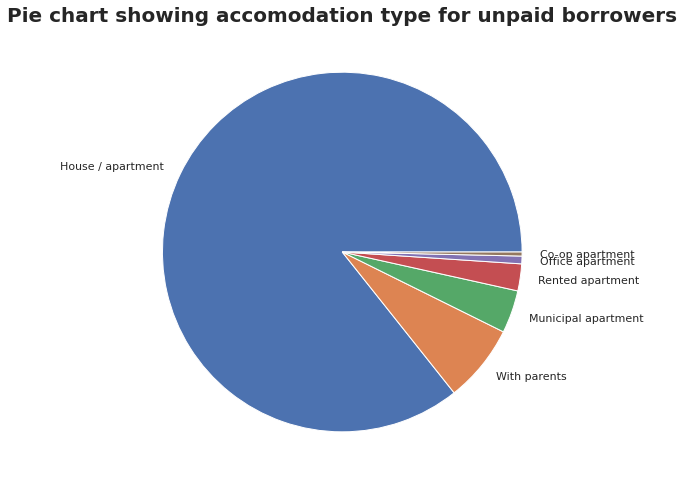 Pie chart showing accomodation type for unpaid borrowers
House / apartment
Co-op apartment
Office apartment
Rented apartment
Municipal apartment
With parents